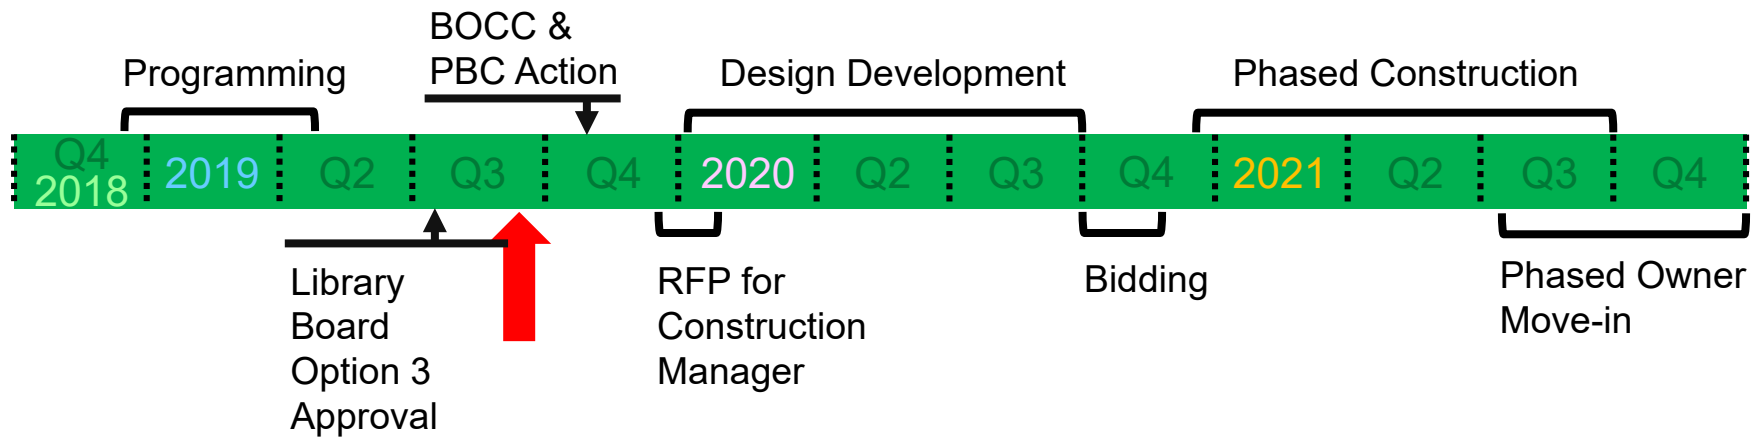 BOCC &
PBC Action
Programming
Design Development
Phased Construction
Q4
2018
2019
Q2
Q3
Q4
2020
Q2
Q3
Q4
2021
Q2
Q3
Q4
Library
Board
Option 3
Approval
RFP for
Construction
Manager
Bidding
Phased Owner
Move-in